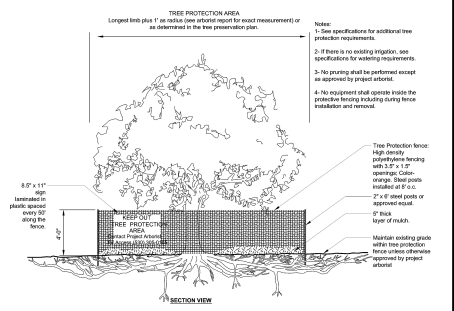 TREE PROTECTION AREA
Longest limb plus 1' as radius (see arborist report for exact measurement) or
as determined in the tree preservation plan.
Notes:
1- See specifications for additional tree
protection requirements.
2- If there is no existing irrigation, see
specifications for watering requirements.
3- No pruning shall be performed except
as approved by project arborist.
4- No equipment shall operate inside the
protective fencing including during fence
installation and removal.
Tree Protection fence:
High density
polyethylene fencing
with 3.5" x 1.5"
openings; Color-
orange. Steel posts
installed at 8' o.c.
2" x 6' steel posts or
approved equal.
5" thick
layer of mulch.
Maintain existing grade
within tree protection
fence unless otherwise
approved by project
arborist
8.5" x 11"
sign
laminated in
plastic spaced
every 50'
along the
fence.
4'-0"
KEEP OUT
TREE PROTECTION
AREA
Contact Project Arborist
for Access (530)
SECTION VIEW